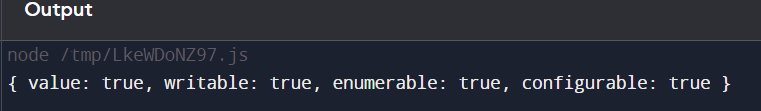 Output
node /tmp/LkeWDoNZ97.js
{ value: true, writable: true, enumerable: true, configurable: true }